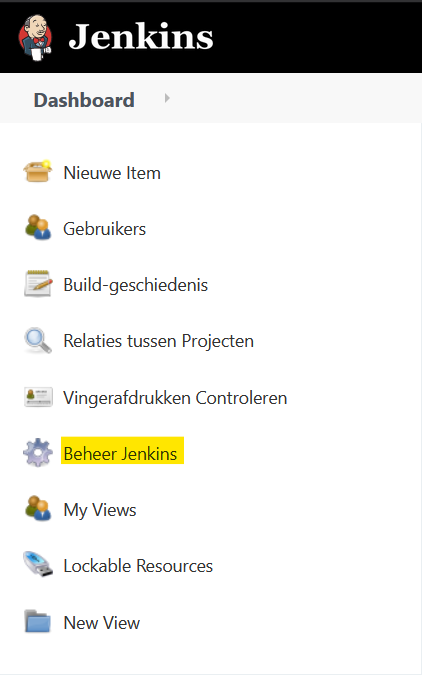 Jenkins
Dashboard
Nieuwe Item
Gebruikers
Build-geschiedenis
Relaties tussen Projecten
Vingerafdrukken Controleren
Beheer Jenkins
My Views
Lockable Resources
New View